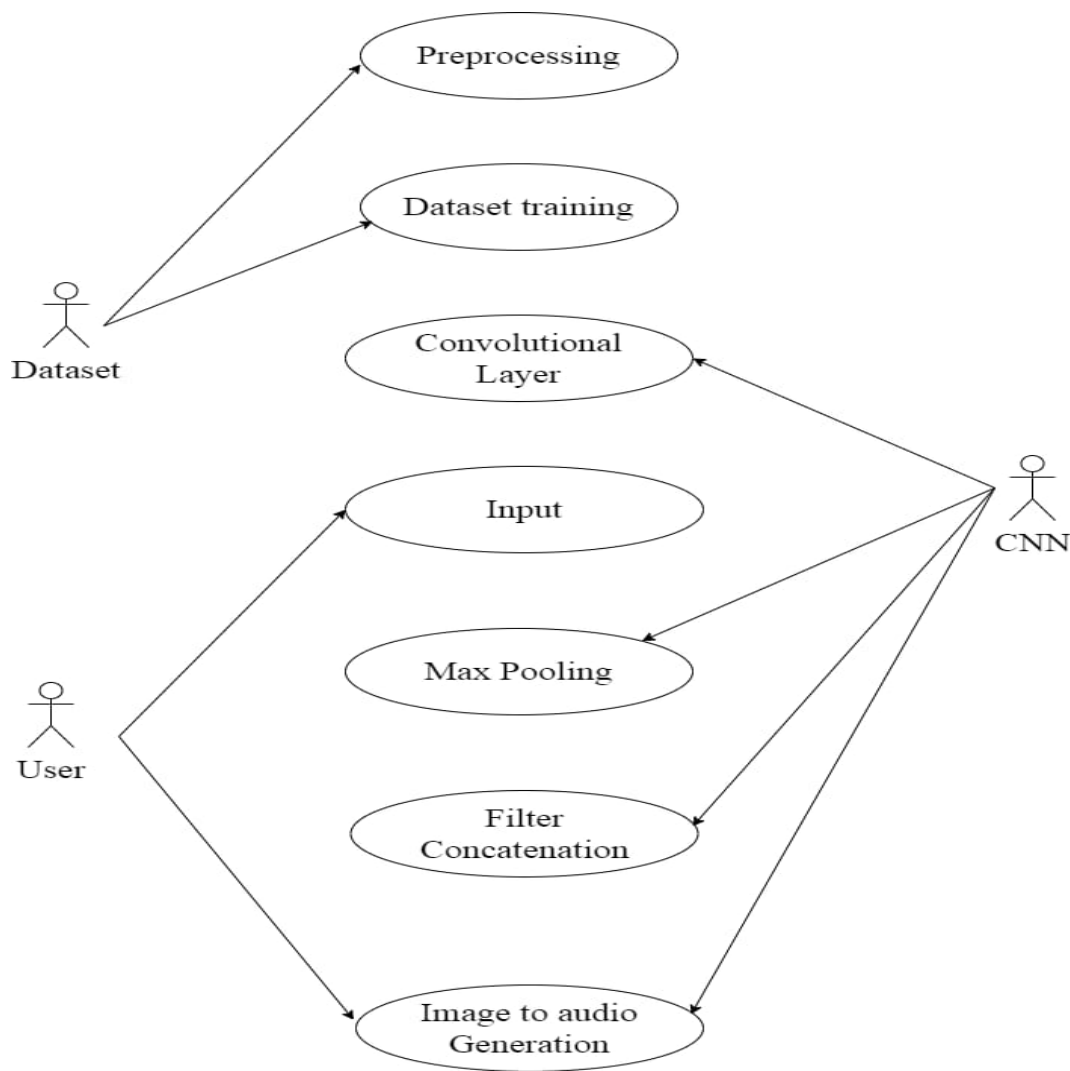 Preprocessing
Dataset training
Dataset
Convolutional
Layer
Input
CNN
Max Pooling
User
Filter
Concatenation
Image to audio
Generation